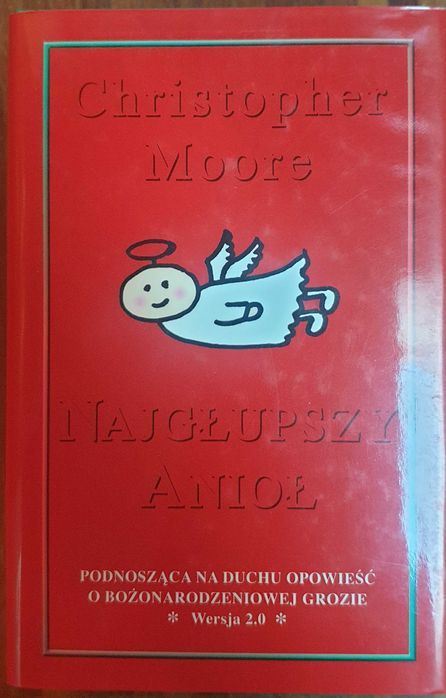 Christopher
Moore
NAJGŁUPSZY
ANIOŁ
PODNOSZĄCA NA DUCHU OPOWIEŚĆ
O BOŻONARODZENIOWEJ GROZIE
* Wersja 2.0 *